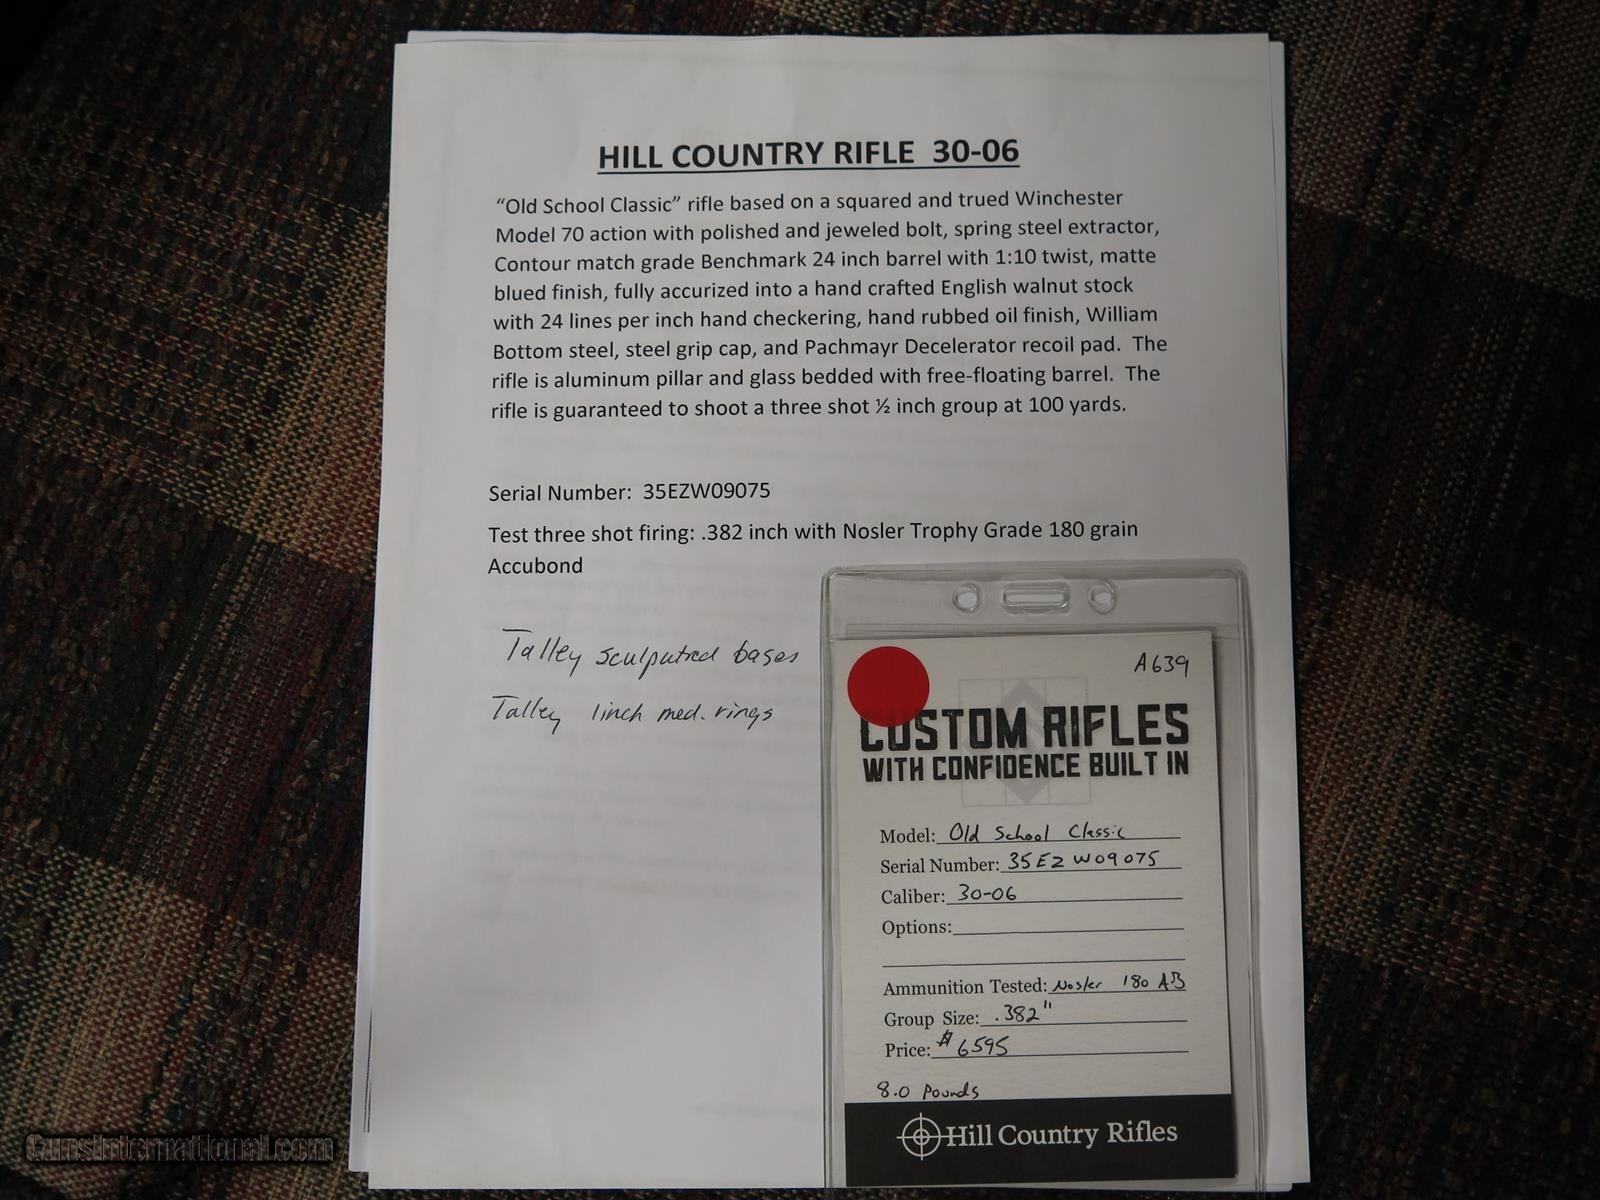 HILL COUNTRY RIFLE 30-06
“Old School Classic” rifle based on a squared and trued Winchester
Model 70 action with polished and jeweled bolt, spring steel extractor,
Contour match grade Benchmark 24 inch barrel with 1:10 twist, matte
blued finish, fully accurized into a hand crafted English walnut stock
with 24 lines per inch hand checkering, hand rubbed oil finish, William
Bottom steel, steel grip cap, and Pachmayr Decelerator recoil pad. The
rifle is aluminum pillar and glass bedded with free-floating barrel. The
rifle is guaranteed to shoot a three shot ½ inch group at 100 yards.
Serial Number: 35EZW09075
Test three shot firing: .382 inch with Nosler Trophy Grade 180 grain
Accubond
Talley sculputred bases
Talley 1inch med. rings
A639
CUSTOM RIFLES
WITH CONFIDENCE BUILT IN
Model: Old School Classic
Serial Number: 35EZW09075
Caliber: 30-06
Options:
Ammunition Tested: Nosler 180 AB
Group Size: .382"
Price: $6595
8.0 Pounds
Hill Country Rifles
GunsInternational.com